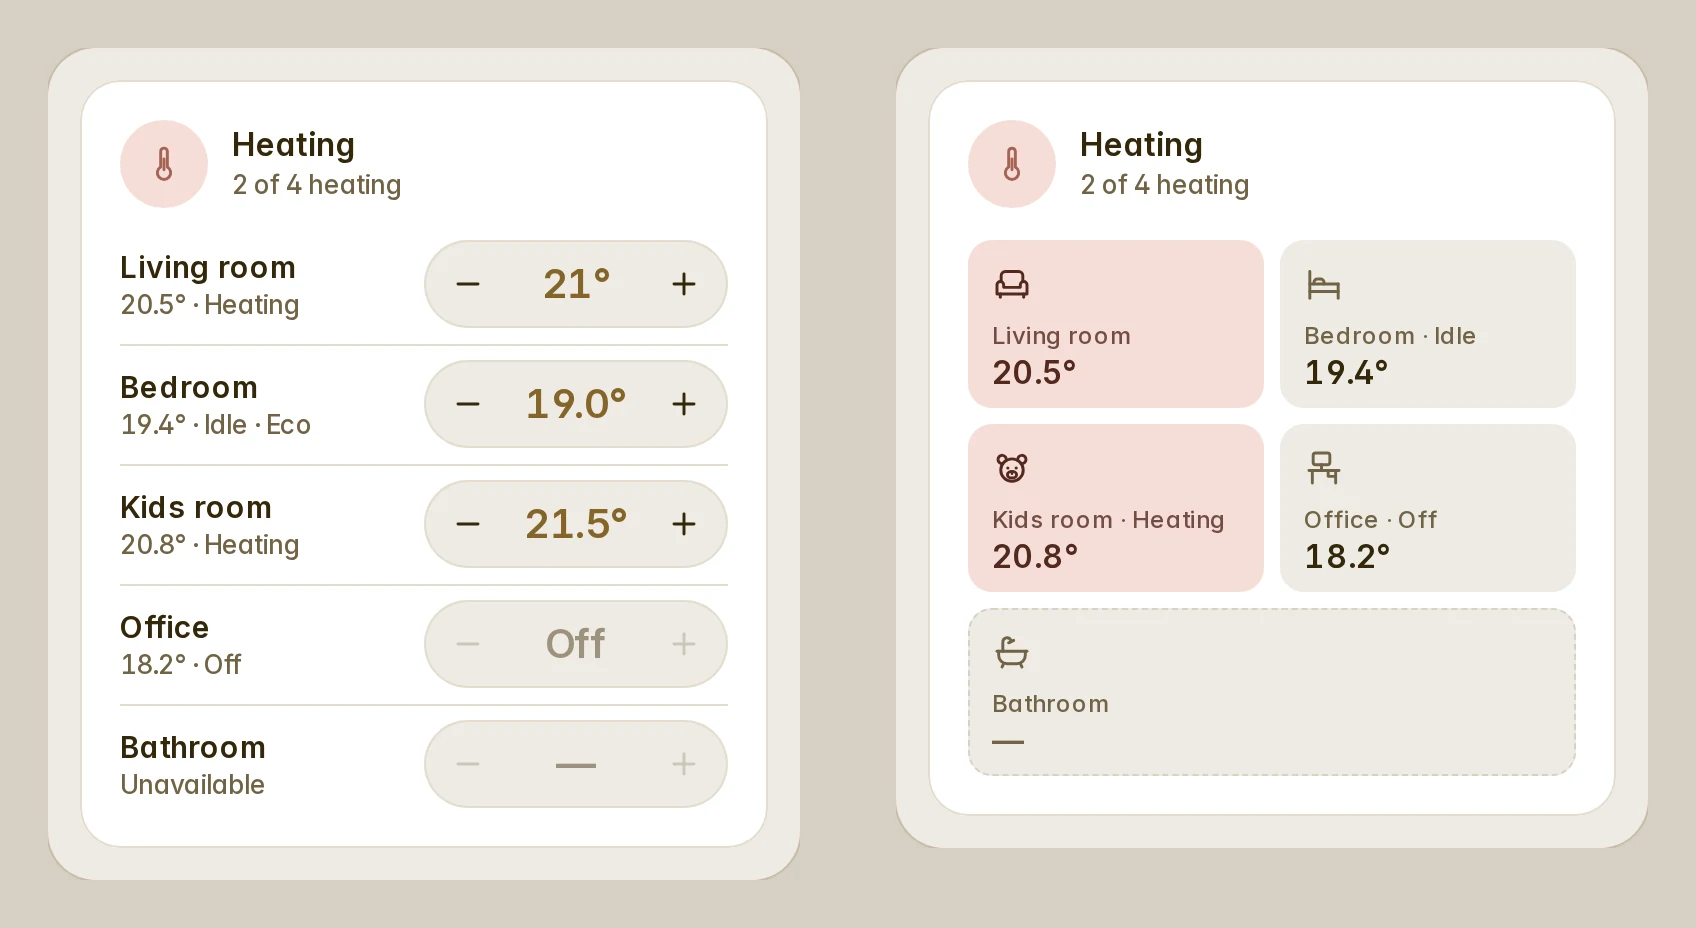 Heating
2 of 4 heating
Living room
20.5° · Heating
− 21° +
Bedroom
19.4° · Idle · Eco
− 19.0° +
Kids room
20.8° · Heating
− 21.5° +
Office
18.2° · Off
− Off +
Bathroom
Unavailable
− — +
Heating
2 of 4 heating
Living room
20.5°
Bedroom · Idle
19.4°
Kids room · Heating
20.8°
Office · Off
18.2°
Bathroom
—